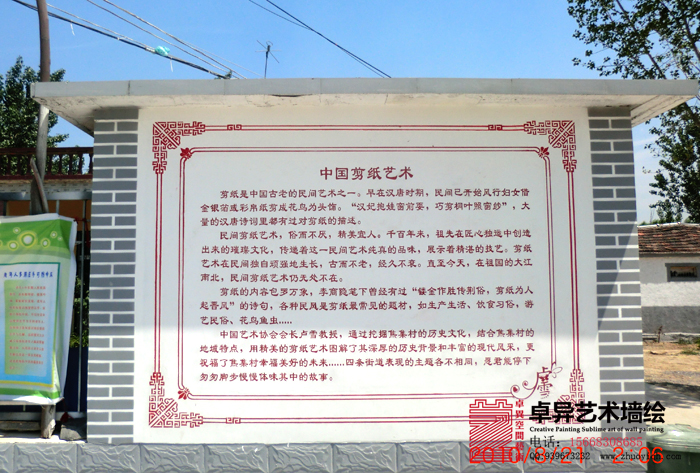 中国剪纸艺术
剪纸是中国古老的民间艺术之一。早在汉唐时期，民间已开始风行妇女借
金银箔或彩帛纸剪成花鸟为头饰。“汉妃抱娃窗前耍，巧剪桐叶照窗纱”，大
量的汉唐诗词里都有过对剪纸的描述。
民间剪纸艺术，俗而不民，精美宜人。千百年来，祖先在匠心独运中创造
出来的璀璨文化，传递着这一民间艺术纯真的品味，展示着精湛的技艺。剪纸
艺术在民间独自顽强地生长，古而不老，经久不衰。直至今天，在祖国的大江
南北，民间剪纸艺术仍无处不在。
剪纸的内容包罗万象，李商隐笔下曾经有过“镂金作胜传荆俗，剪纸为人
起晋风”的诗句，各种民风是剪纸最常见的题材，如生产生活、饮食习俗、游
艺民俗、花鸟鱼虫.....
中国艺术协会会长卢雪教授，通过挖掘焦集村的历史文化，结合焦集村的
地域特点，用精美的剪纸艺术图解了其深厚的历史背景和丰富的现代风采，更
祝福了焦集村幸福美好的未来......四条街道表现的主题各不相同，愿君能停下
匆匆脚步慢慢体味其中的故事。
卓異空間
卓异艺术墙绘
Creative Painting Sublime art of wall painting
电话：15668306685
QQ:939673232 www.zhuoyiqh.com